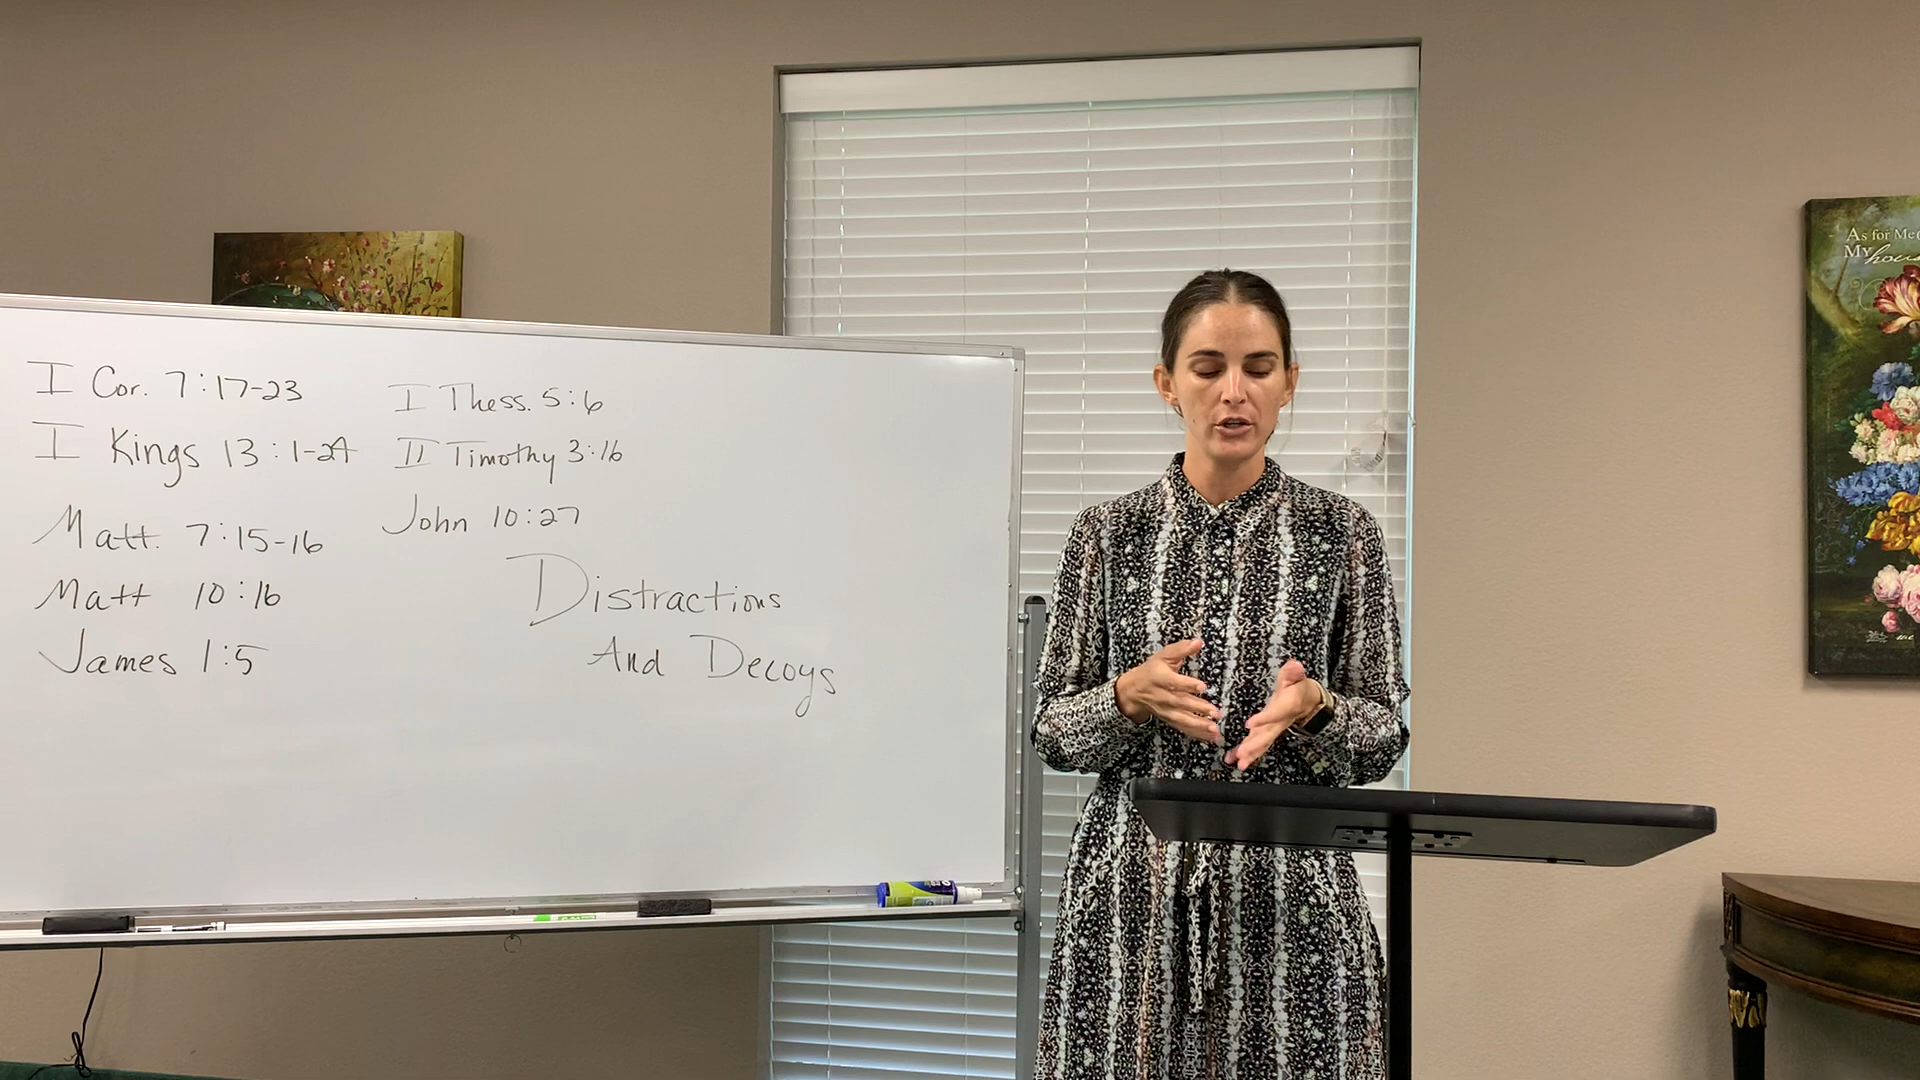 I Cor. 7:17-23
I Kings 13:1-24
Matt. 7:15-16
Matt 10:16
James 1:5
I Thess. 5:6
II Timothy 3:16
John 10:27
Distractions
And Decoys
As for Me
My hous